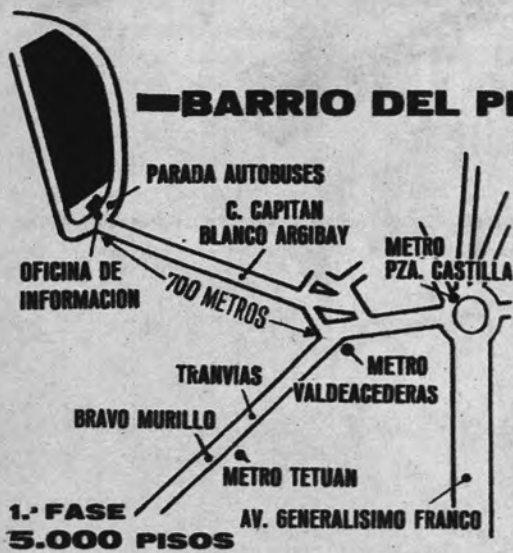 BARRIO DEL
PARADA AUTOBUSES
C. CAPITAN
BLANCO ARGIBAY
METRO
PZA. CASTILLA
OFICINA DE
INFORMACION
700 METROS
METRO
VALDEACEDERAS
TRANVIAS
BRAVO MURILLO
METRO TETUAN
1.ª FASE
5.000 PISOS
AV. GENERALISIMO FRANCO